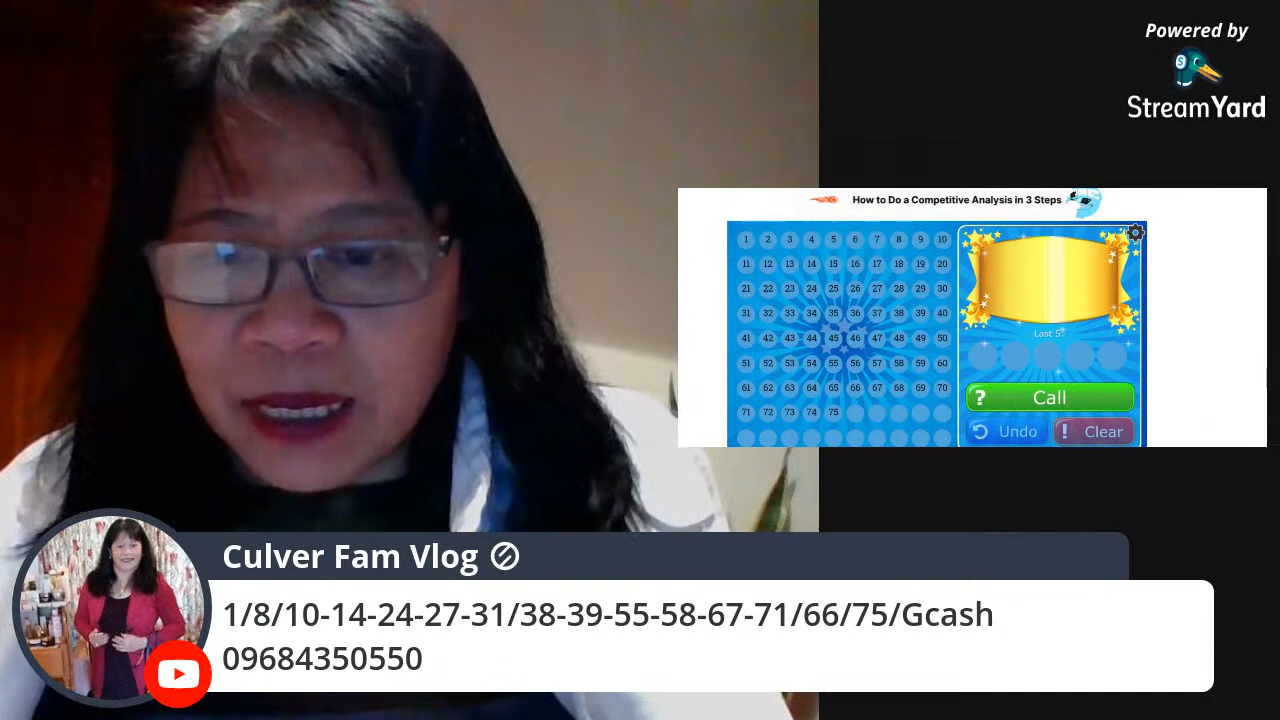 Powered by
StreamYard
How to Do a Competitive Analysis in 3 Steps
1 2 3 4 5 6 7 8 9 10
11 12 13 14 15 16 17 18 19 20
21 22 23 24 25 26 27 28 29 30
31 32 33 34 35 36 37 38 39 40
41 42 43 44 45 46 47 48 49 50
51 52 53 54 55 56 57 58 59 60
61 62 63 64 65 66 67 68 69 70
71 72 73 74 75
Last 5:
? Call
Undo ! Clear
Culver Fam Vlog
1/8/10-14-24-27-31/38-39-55-58-67-71/66/75/Gcash
09684350550